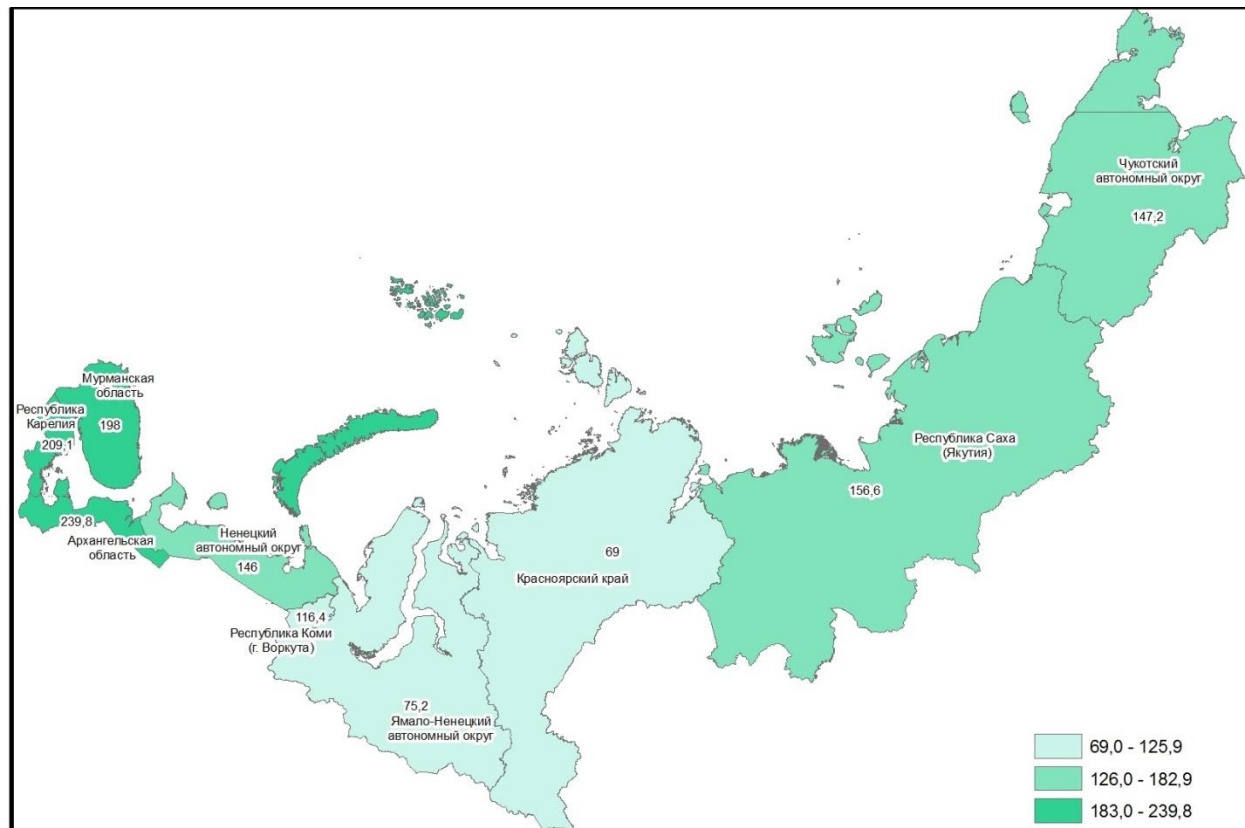 Чукотский
автономный округ
147,2
Мурманская
область
198
Республика
Карелия
209,1
Республика Саха
(Якутия)
156,6
239,8
Архангельская
область
Ненецкий
автономный округ
146
69
Красноярский край
116,4
Республика Коми
(г. Воркута)
75,2
Ямало-Ненецкий
автономный округ
69,0 - 125,9
126,0 - 182,9
183,0 - 239,8